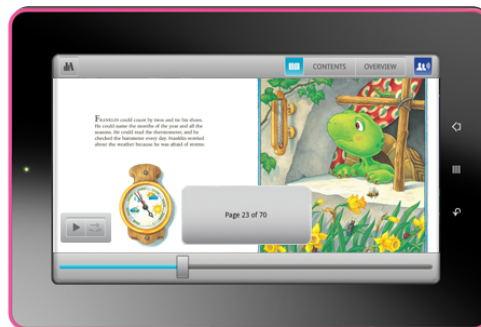 CONTENTS OVERVIEW
FRANKLIN could count by twos and tie his shoes.
He could name the months of the year and all the
seasons. He could read the thermometer, and he
checked the barometer every day. Franklin worried
about the weather because he was afraid of storms.
Page 23 of 70